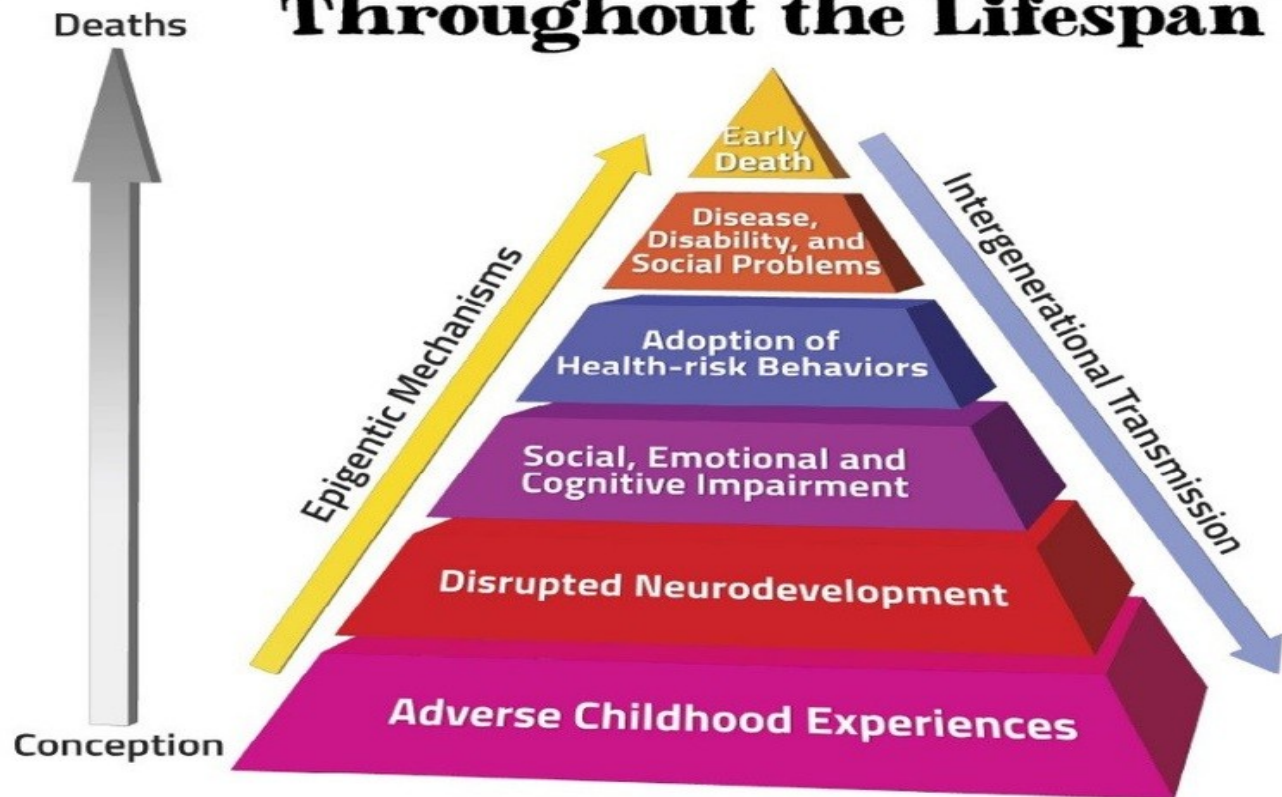 Throughout the Lifespan
Deaths
Early
Death
Disease,
Disability, and
Social Problems
Adoption of
Health-risk Behaviors
Social, Emotional and
Cognitive Impairment
Disrupted Neurodevelopment
Adverse Childhood Experiences
Epigentic Mechanisms
Intergenerational Transmission
Conception